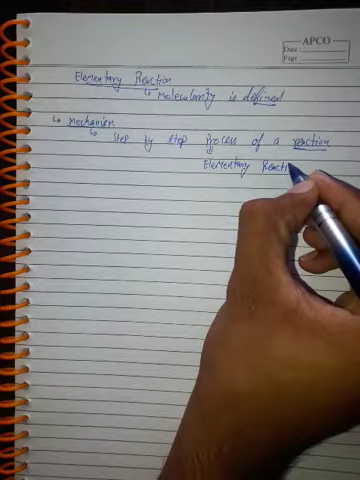 APCO
Date :
Page :
Elementary Reaction
↳ Molecularity is defined
↳ Mechanism
↳ Step by step Process of a reaction
Elementary Reacti